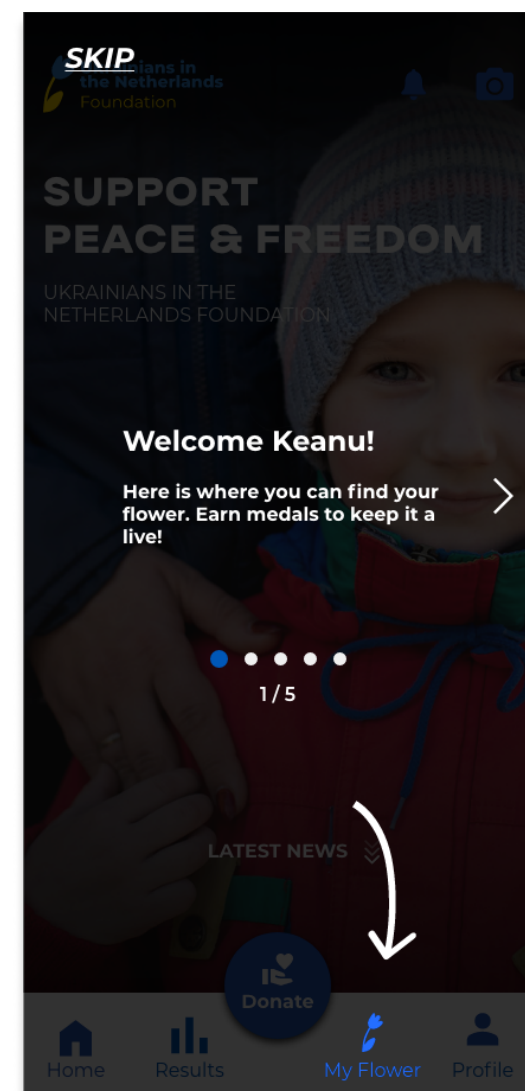 SKIP
the Netherlands
Foundation
SUPPORT
PEACE & FREEDOM
UKRAINIANS IN THE
NETHERLANDS FOUNDATION
Welcome Keanu!
Here is where you can find your
flower. Earn medals to keep it a
live!
1 / 5
LATEST NEWS
Donate
Home Results My Flower Profile